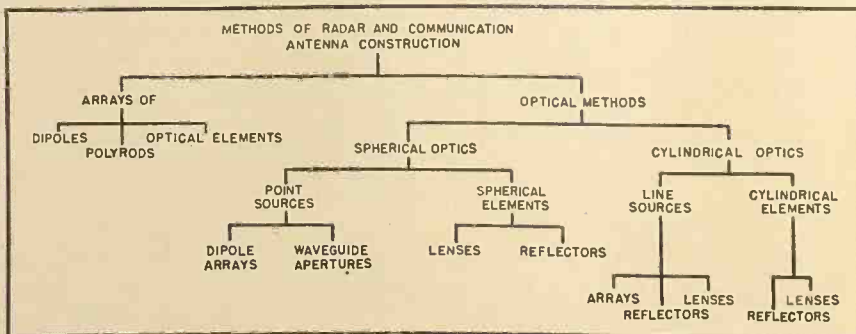 METHODS OF RADAR AND COMMUNICATION
ANTENNA CONSTRUCTION
ARRAYS OF
OPTICAL METHODS
DIPOLES
OPTICAL ELEMENTS
POLYRODS
SPHERICAL OPTICS
CYLINDRICAL OPTICS
POINT
SOURCES
SPHERICAL
ELEMENTS
LINE
SOURCES
CYLINDRICAL
ELEMENTS
DIPOLE
ARRAYS
WAVEGUIDE
APERTURES
LENSES
REFLECTORS
ARRAYS
LENSES
REFLECTORS
LENSES
REFLECTORS